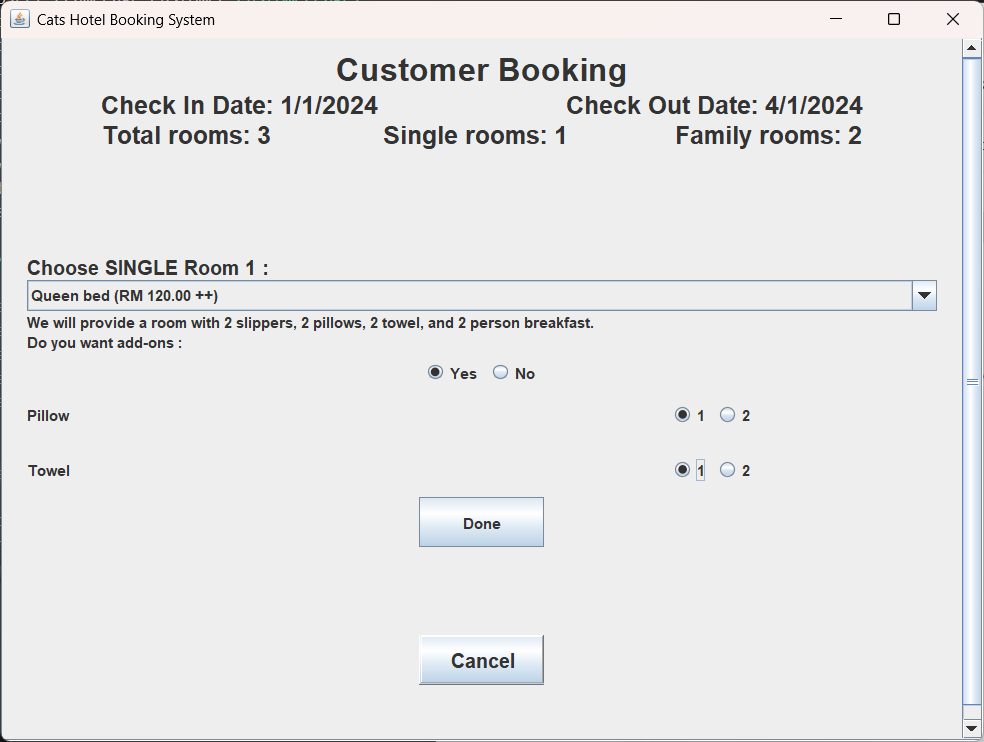 Cats Hotel Booking System
Customer Booking
Check In Date: 1/1/2024 Check Out Date: 4/1/2024
Total rooms: 3 Single rooms: 1 Family rooms: 2
Choose SINGLE Room 1 :
Queen bed (RM 120.00 ++)
We will provide a room with 2 slippers, 2 pillows, 2 towel, and 2 person breakfast.
Do you want add-ons :
Yes No
Pillow 1 2
Towel 1 2
Done
Cancel